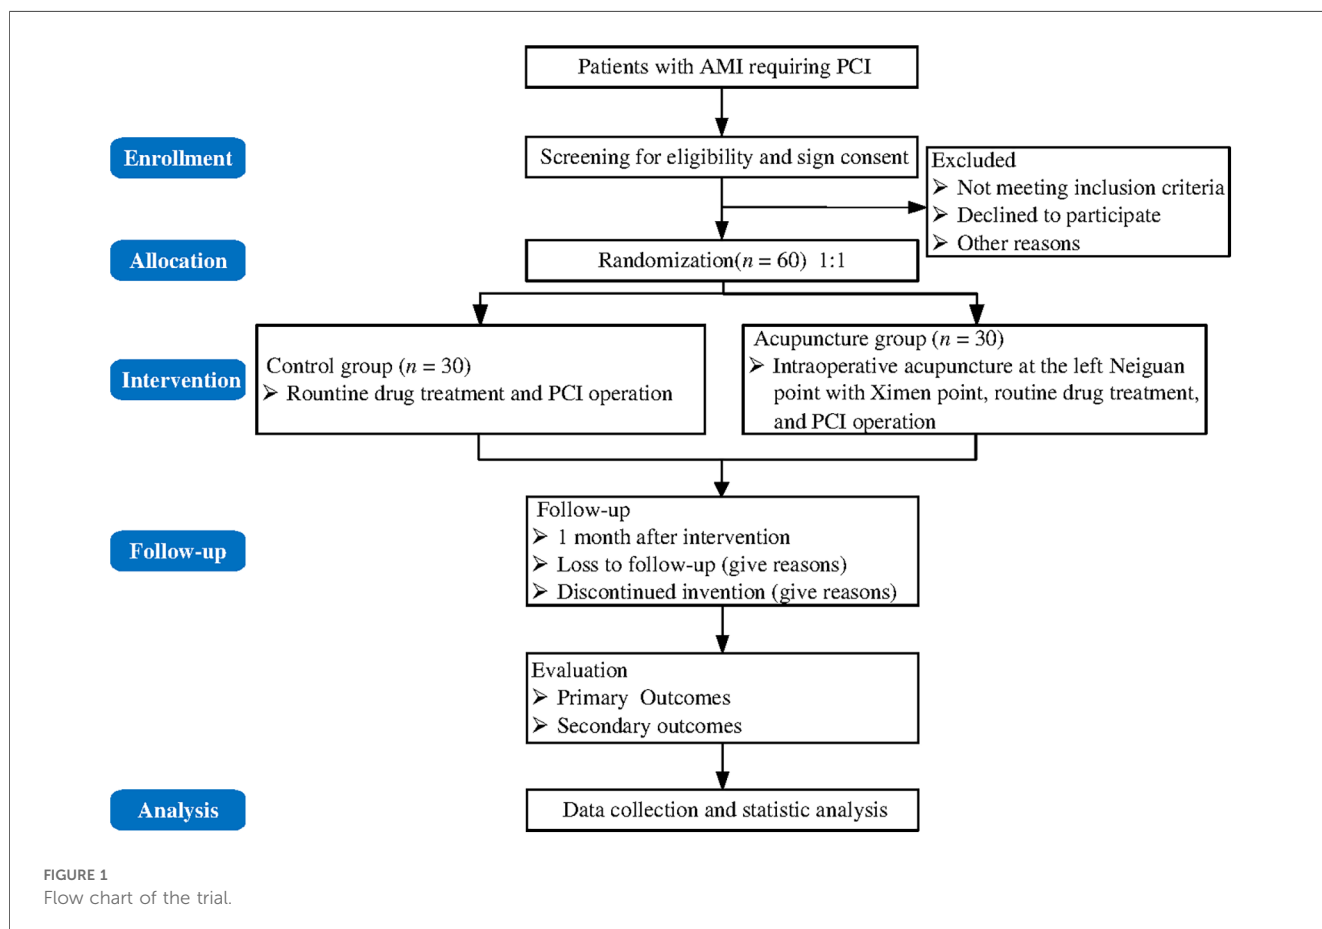 Patients with AMI requiring PCI
Enrollment
Screening for eligibility and sign consent
Excluded
➢ Not meeting inclusion criteria
➢ Declined to participate
➢ Other reasons
Allocation
Randomization(n = 60) 1:1
Intervention
Control group (n = 30)
➢ Rountine drug treatment and PCI operation
Acupuncture group (n = 30)
➢ Intraoperative acupuncture at the left Neiguan
point with Ximen point, routine drug treatment,
and PCI operation
Follow-up
Follow-up
➢ 1 month after intervention
➢ Loss to follow-up (give reasons)
➢ Discontinued invention (give reasons)
Evaluation
➢ Primary Outcomes
➢ Secondary outcomes
Analysis
Data collection and statistic analysis
FIGURE 1
Flow chart of the trial.